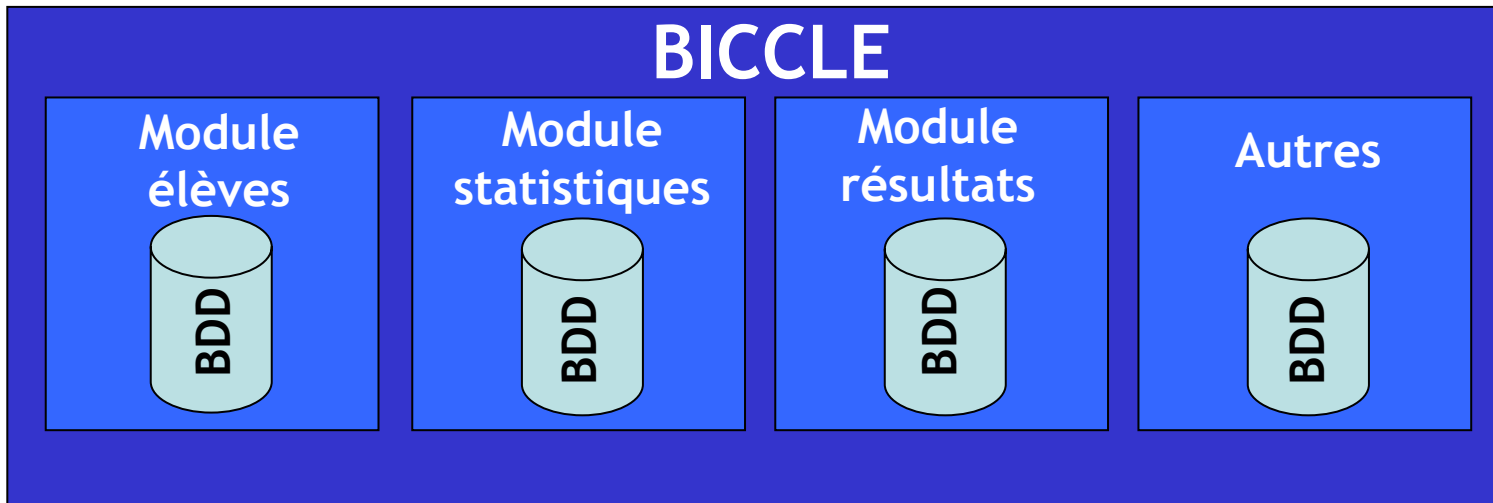 BICCLE
Module
élèves
BDD
Module
statistiques
BDD
Module
résultats
BDD
Autres
BDD